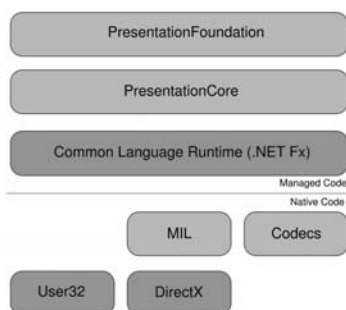 PresentationFoundation
PresentationCore
Common Language Runtime (.NET Fx)
Managed Code
Native Code
MIL
Codecs
User32
DirectX